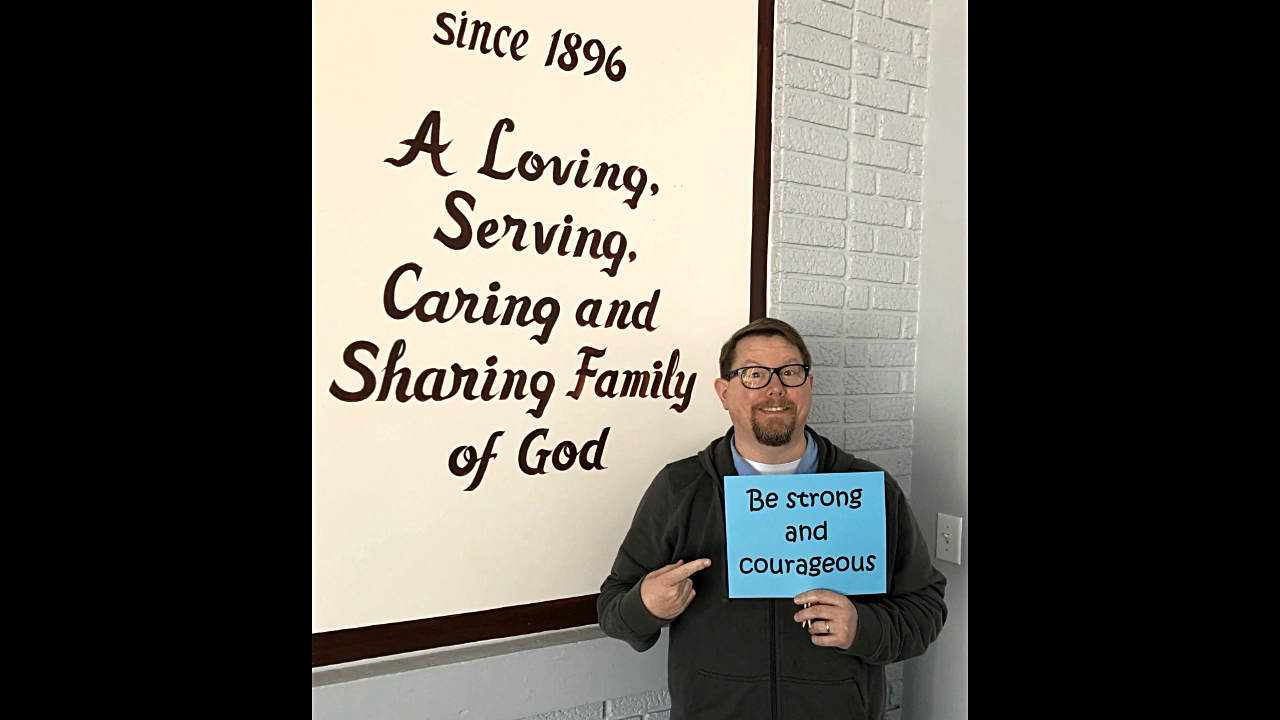 since 1896
A Loving,
Serving,
Caring and
Sharing Family
of God
Be strong
and
courageous